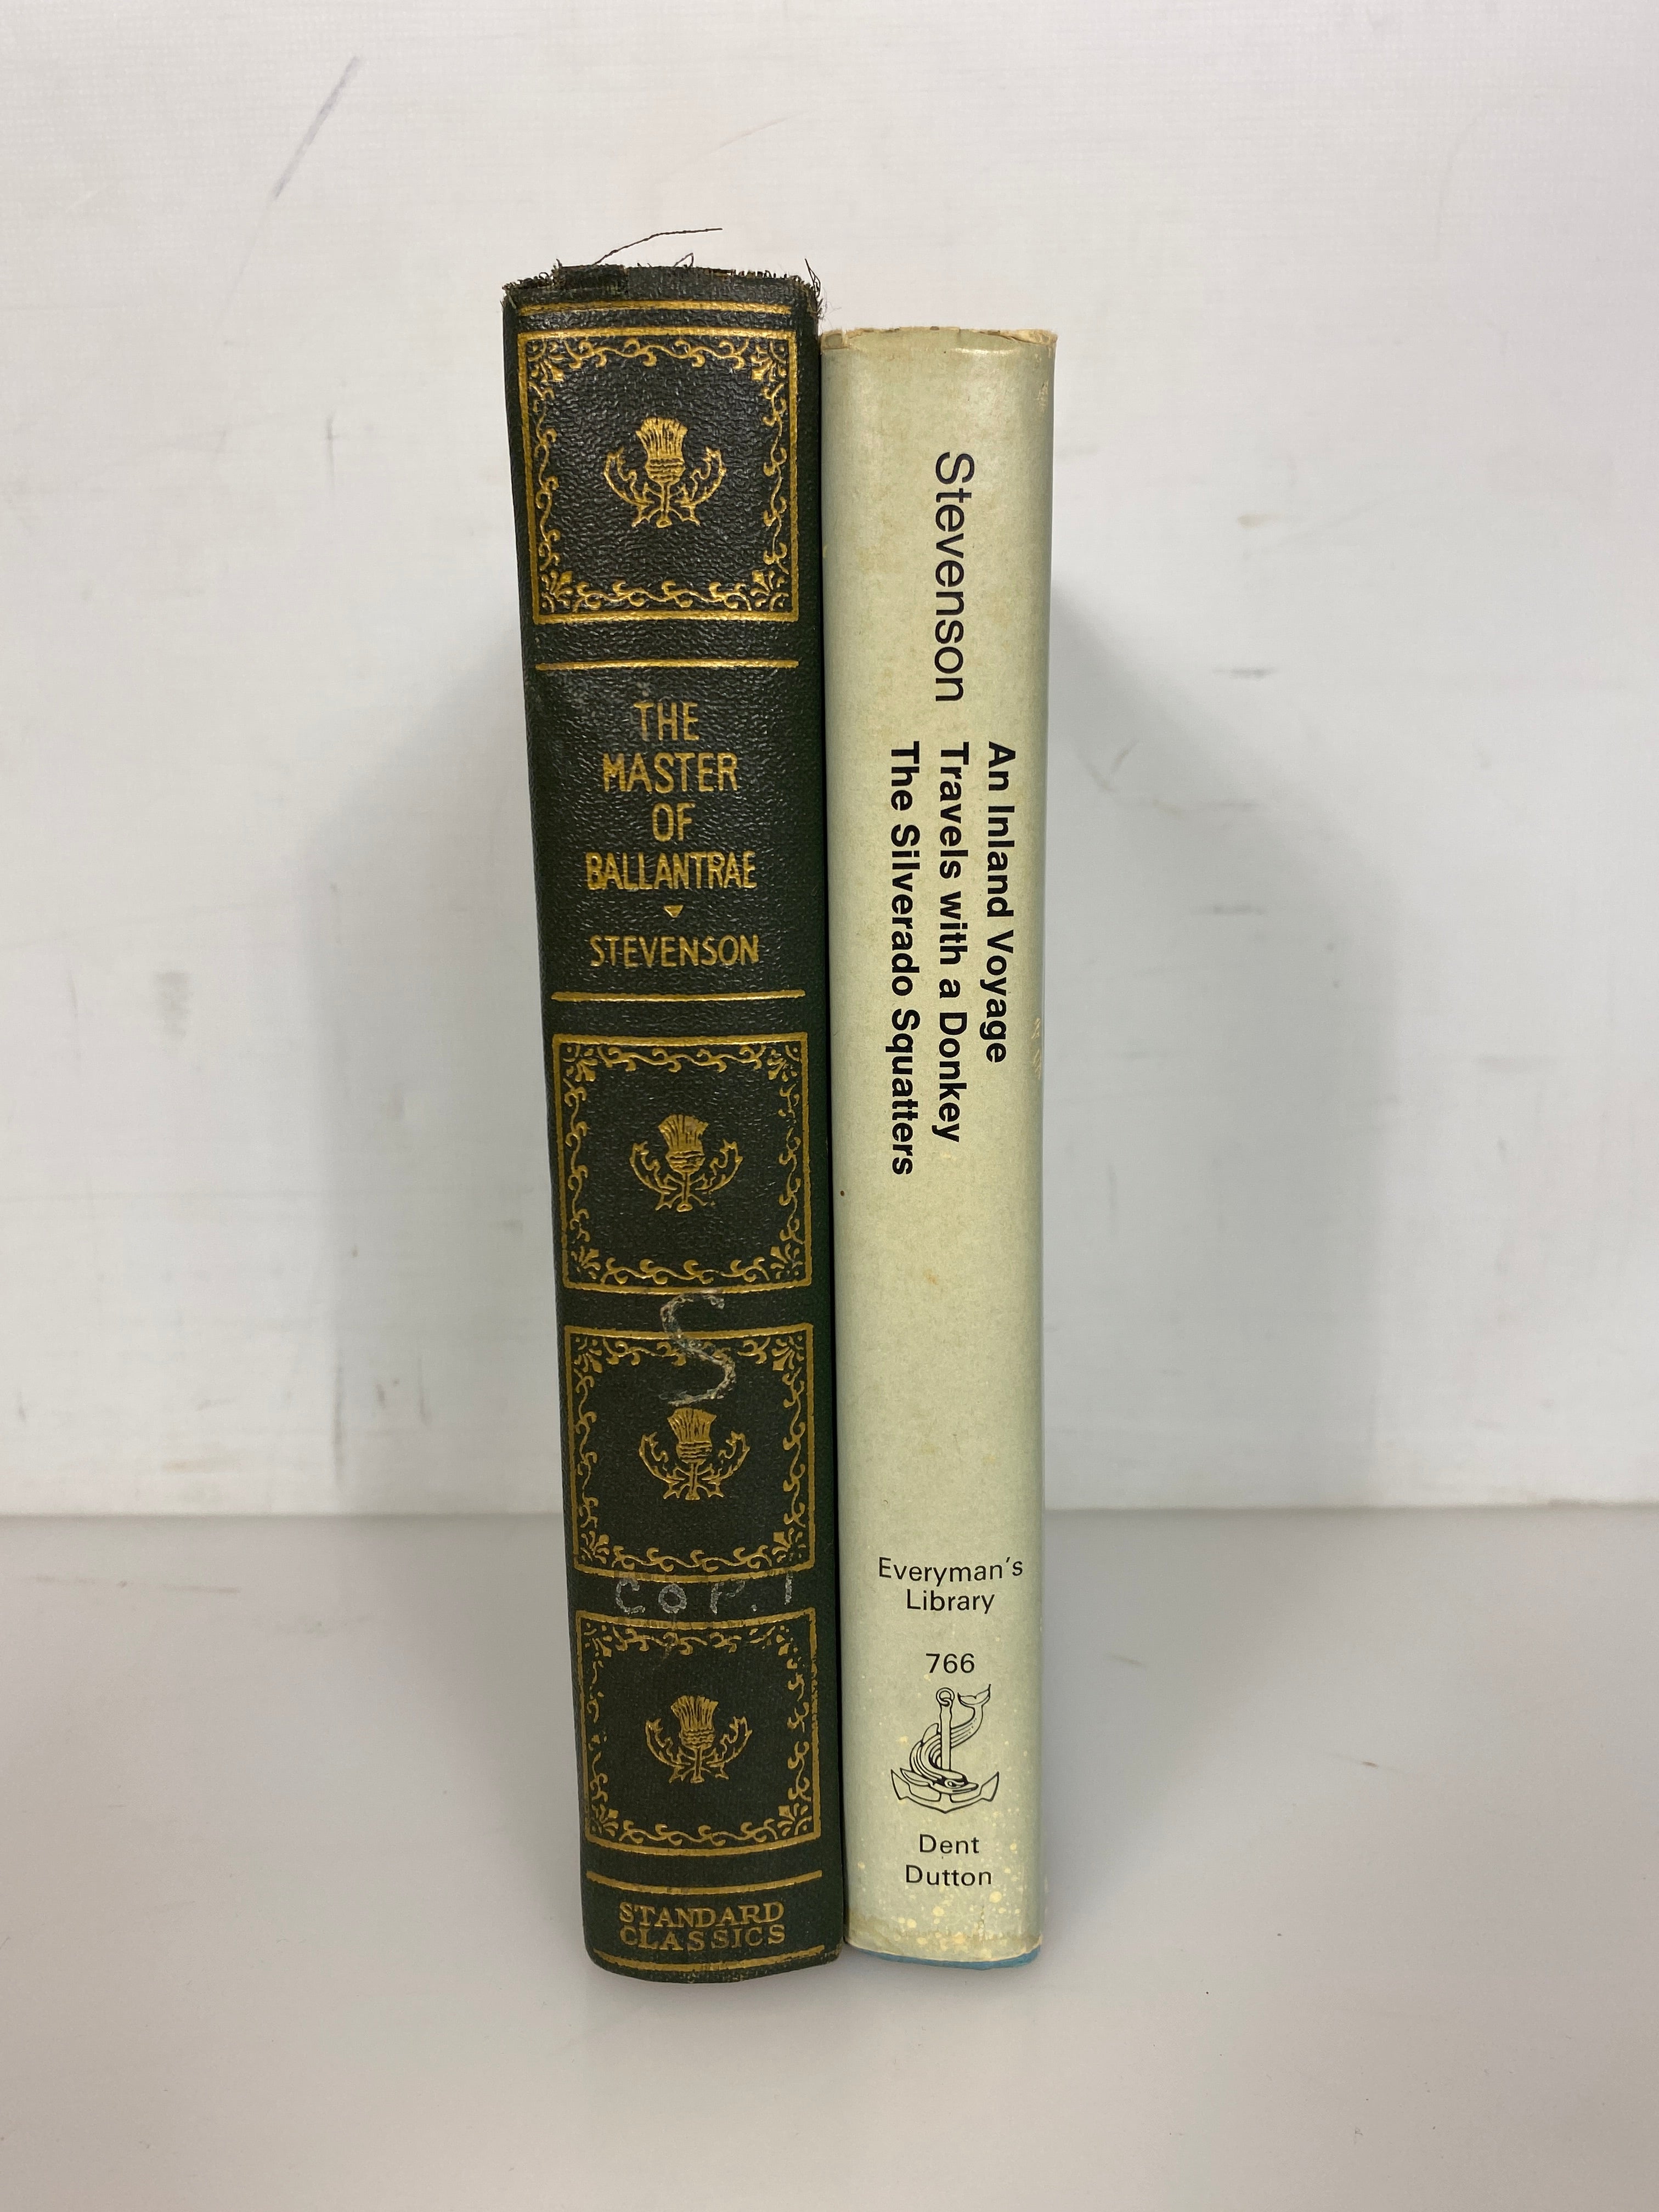 THE
MASTER
OF
BALLANTRAE
STEVENSON
S
COP. 1
STANDARD
CLASSICS
Stevenson
An Inland Voyage
Travels with a Donkey
The Silverado Squatters
Everyman's
Library
766
Dent
Dutton